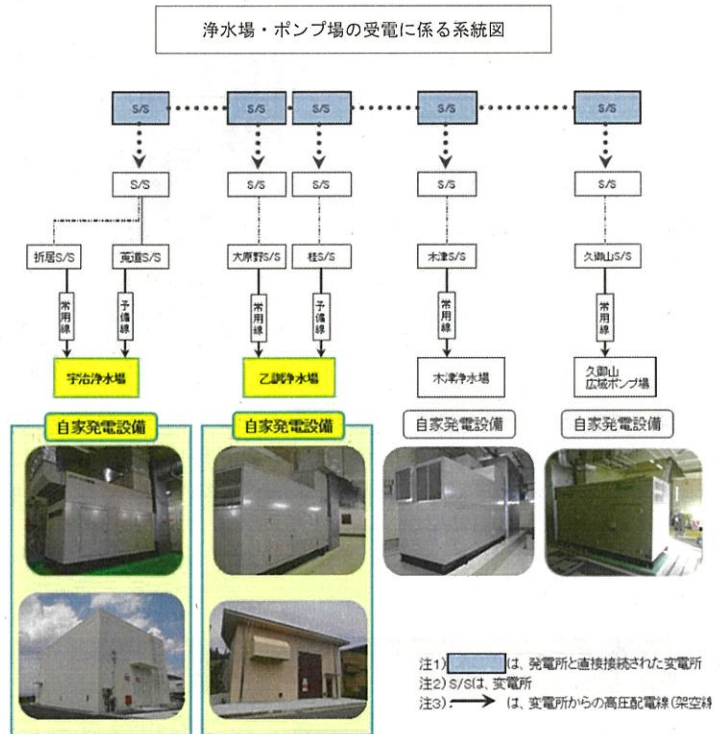 浄水場・ポンプ場の受電に係る系統図
S/S
S/S
S/S
S/S
S/S
S/S
S/S
S/S
S/S
S/S
折居S/S
莵道S/S
大原野S/S
桂S/S
木津S/S
久御山S/S
常用線
予備線
常用線
予備線
常用線
常用線
宇治浄水場
乙訓浄水場
木津浄水場
久御山
広域ポンプ場
自家発電設備
自家発電設備
自家発電設備
自家発電設備
注1) は、発電所と直接接続された変電所
注2) S/Sは、変電所
注3) は、変電所からの高圧配電線(架空線